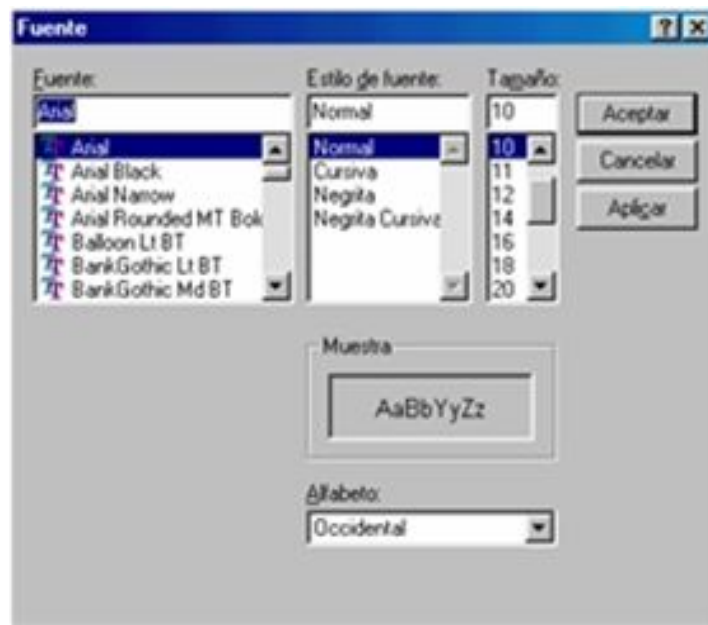 Fuente
Fuente:
Arial
Arial
Arial Black
Arial Narrow
Arial Rounded MT Bol
Balloon Lt BT
BankGothic Lt BT
BankGothic Md BT
Estilo de fuente:
Normal
Normal
Cursiva
Negrita
Negrita Cursiva
Tamaño:
10
10
11
12
14
16
18
20
Aceptar
Cancelar
Aplicar
Muestra
AaBbYyZz
Alfabeto:
Occidental